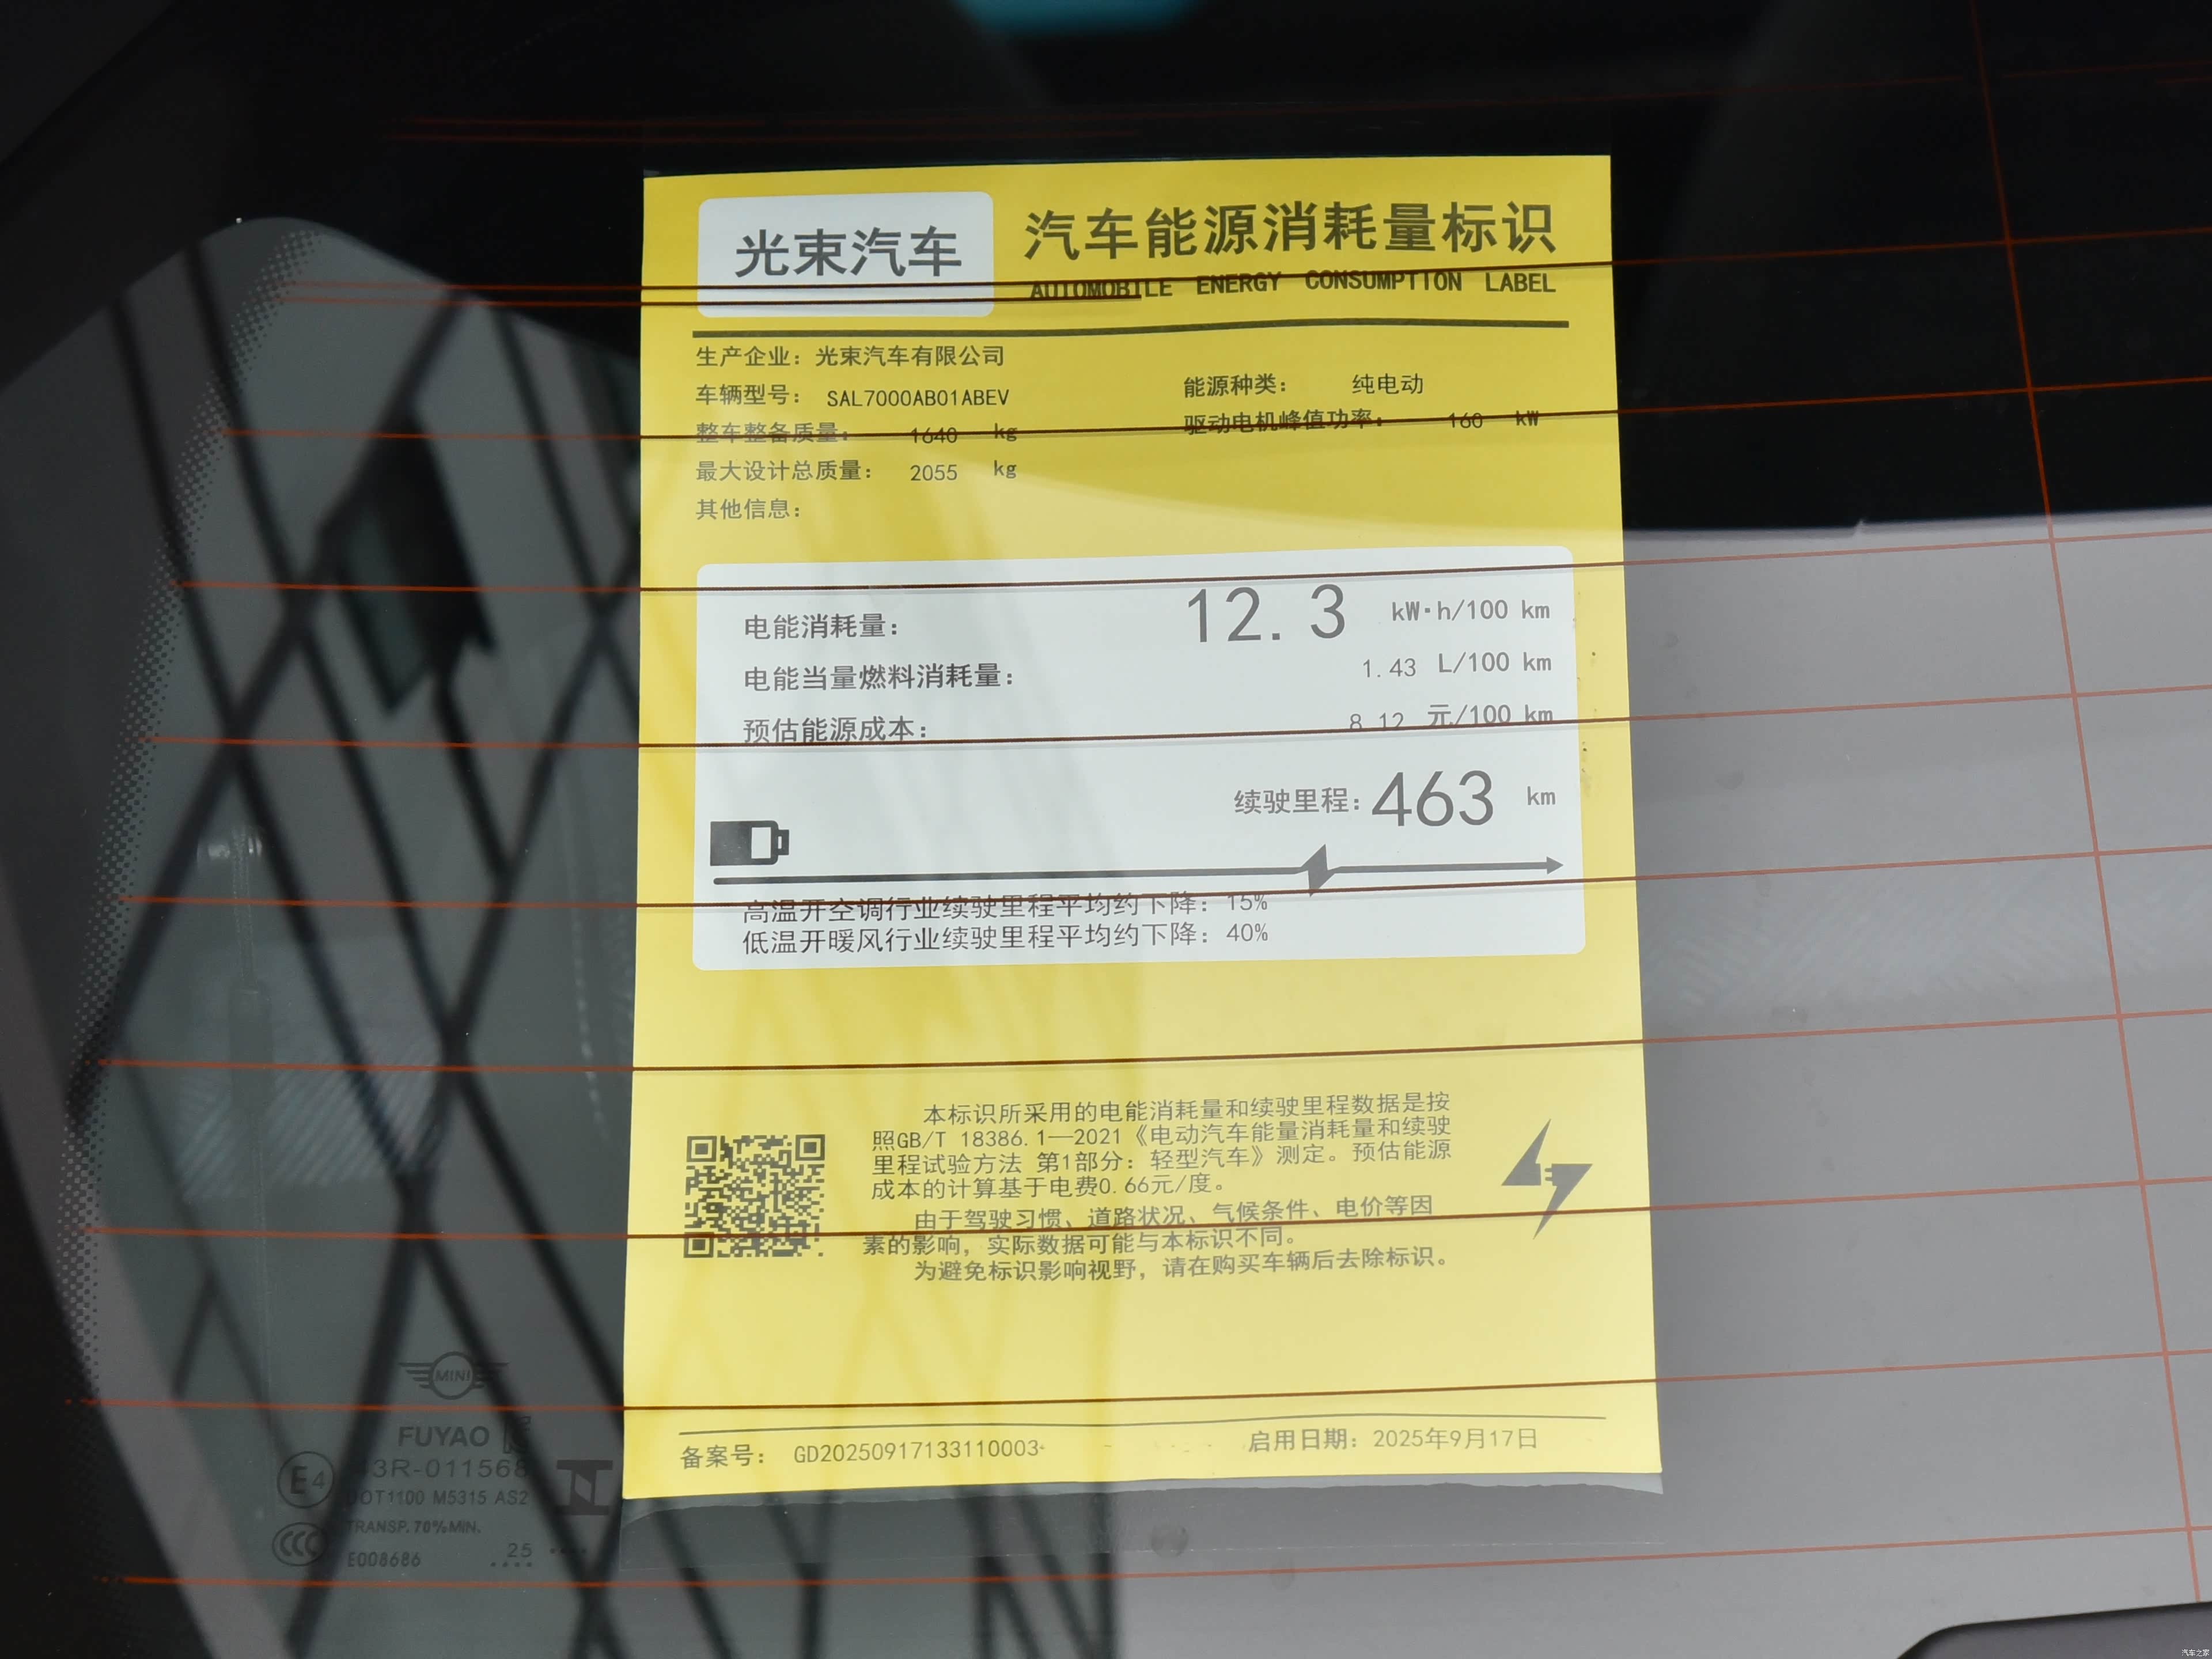 光束汽车
汽车能源消耗量标识
AUTOMOBILE ENERGY CONSUMPTION LABEL
生产企业：光束汽车有限公司
车辆型号： SAL7000AB01ABEV
能源种类： 纯电动
整车整备质量： 1640 kg
驱动电机峰值功率： 160 kW
最大设计总质量： 2055 kg
其他信息：
电能消耗量： 12.3 kW·h/100 km
电能当量燃料消耗量： 1.43 L/100 km
预估能源成本： 8.12 元/100 km
续驶里程：463 km
高温开空调行业续驶里程平均约下降：15%
低温开暖风行业续驶里程平均约下降：40%
本标识所采用的电能消耗量和续驶里程数据是按
照GB/T 18386.1—2021《电动汽车能量消耗量和续驶
里程试验方法 第1部分：轻型汽车》测定。预估能源
成本的计算基于电费0.66元/度。
由于驾驶习惯、道路状况、气候条件、电价等因
素的影响，实际数据可能与本标识不同。
为避免标识影响视野，请在购买车辆后去除标识。
备案号： GD20250917133110003
启用日期：2025年9月17日
MINI
FUYAO
E4 43R-011568
DOT1100 M5315 AS2
TRANSP.70%MIN.
CCC E008686
25
汽车之家